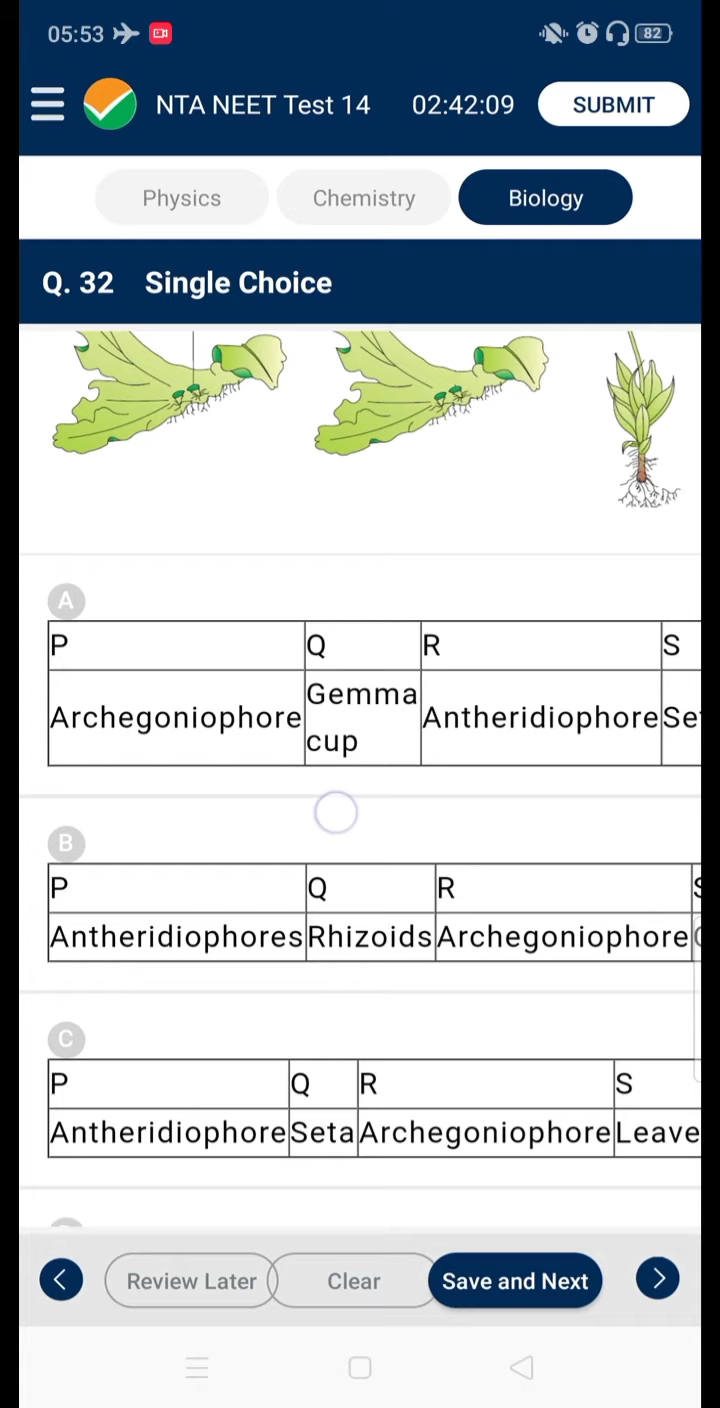 05:53
82
NTA NEET Test 14 02:42:09 SUBMIT
Physics Chemistry Biology
Q. 32 Single Choice
A
P Q R S
Archegoniophore Gemma cup Antheridiophore
B
P Q R
Antheridiophores Rhizoids Archegoniophore
C
P Q R S
Antheridiophore Seta Archegoniophore Leave
Review Later Clear Save and Next